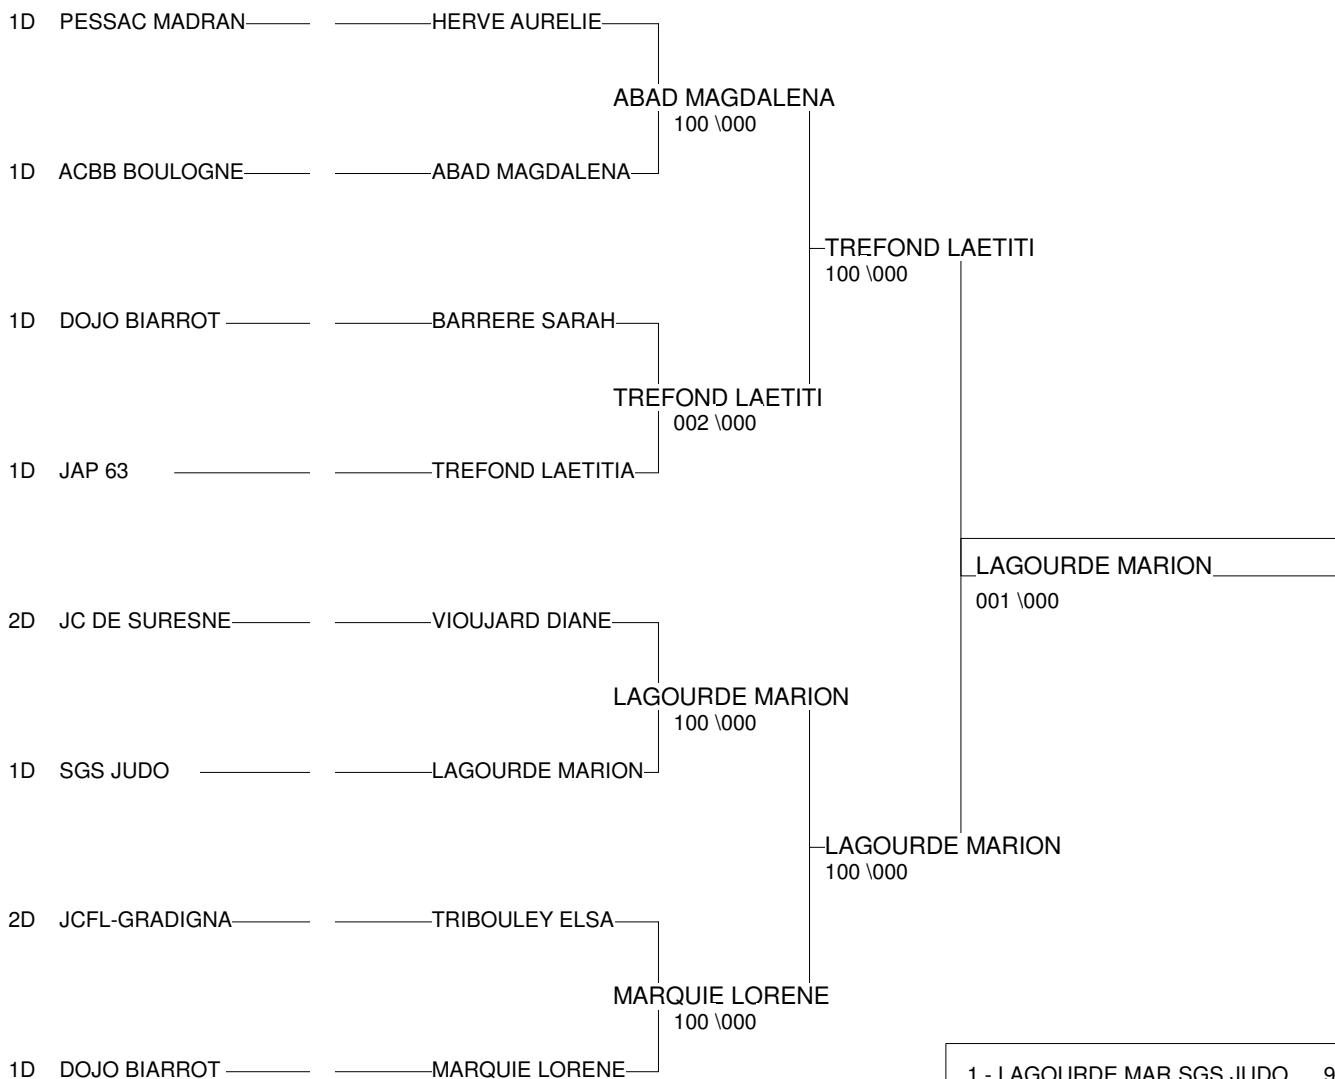 1D PESSAC MADRAN HERVE AURELIE
ABAD MAGDALENA
100 \000
1D ACBB BOULOGNE ABAD MAGDALENA
TREFOND LAETITI
100 \000
1D DOJO BIARROT BARRERE SARAH
TREFOND LAETITI
002 \000
1D JAP 63 TREFOND LAETITIA
LAGOURDE MARION
001 \000
2D JC DE SURESNE VIOUJARD DIANE
LAGOURDE MARION
100 \000
1D SGS JUDO LAGOURDE MARION
LAGOURDE MARION
100 \000
2D JCFL-GRADIGNA TRIBOULEY ELSA
MARQUIE LORENE
100 \000
1D DOJO BIARROT MARQUIE LORENE
1 - LAGOURDE MAR SGS JUDO 9